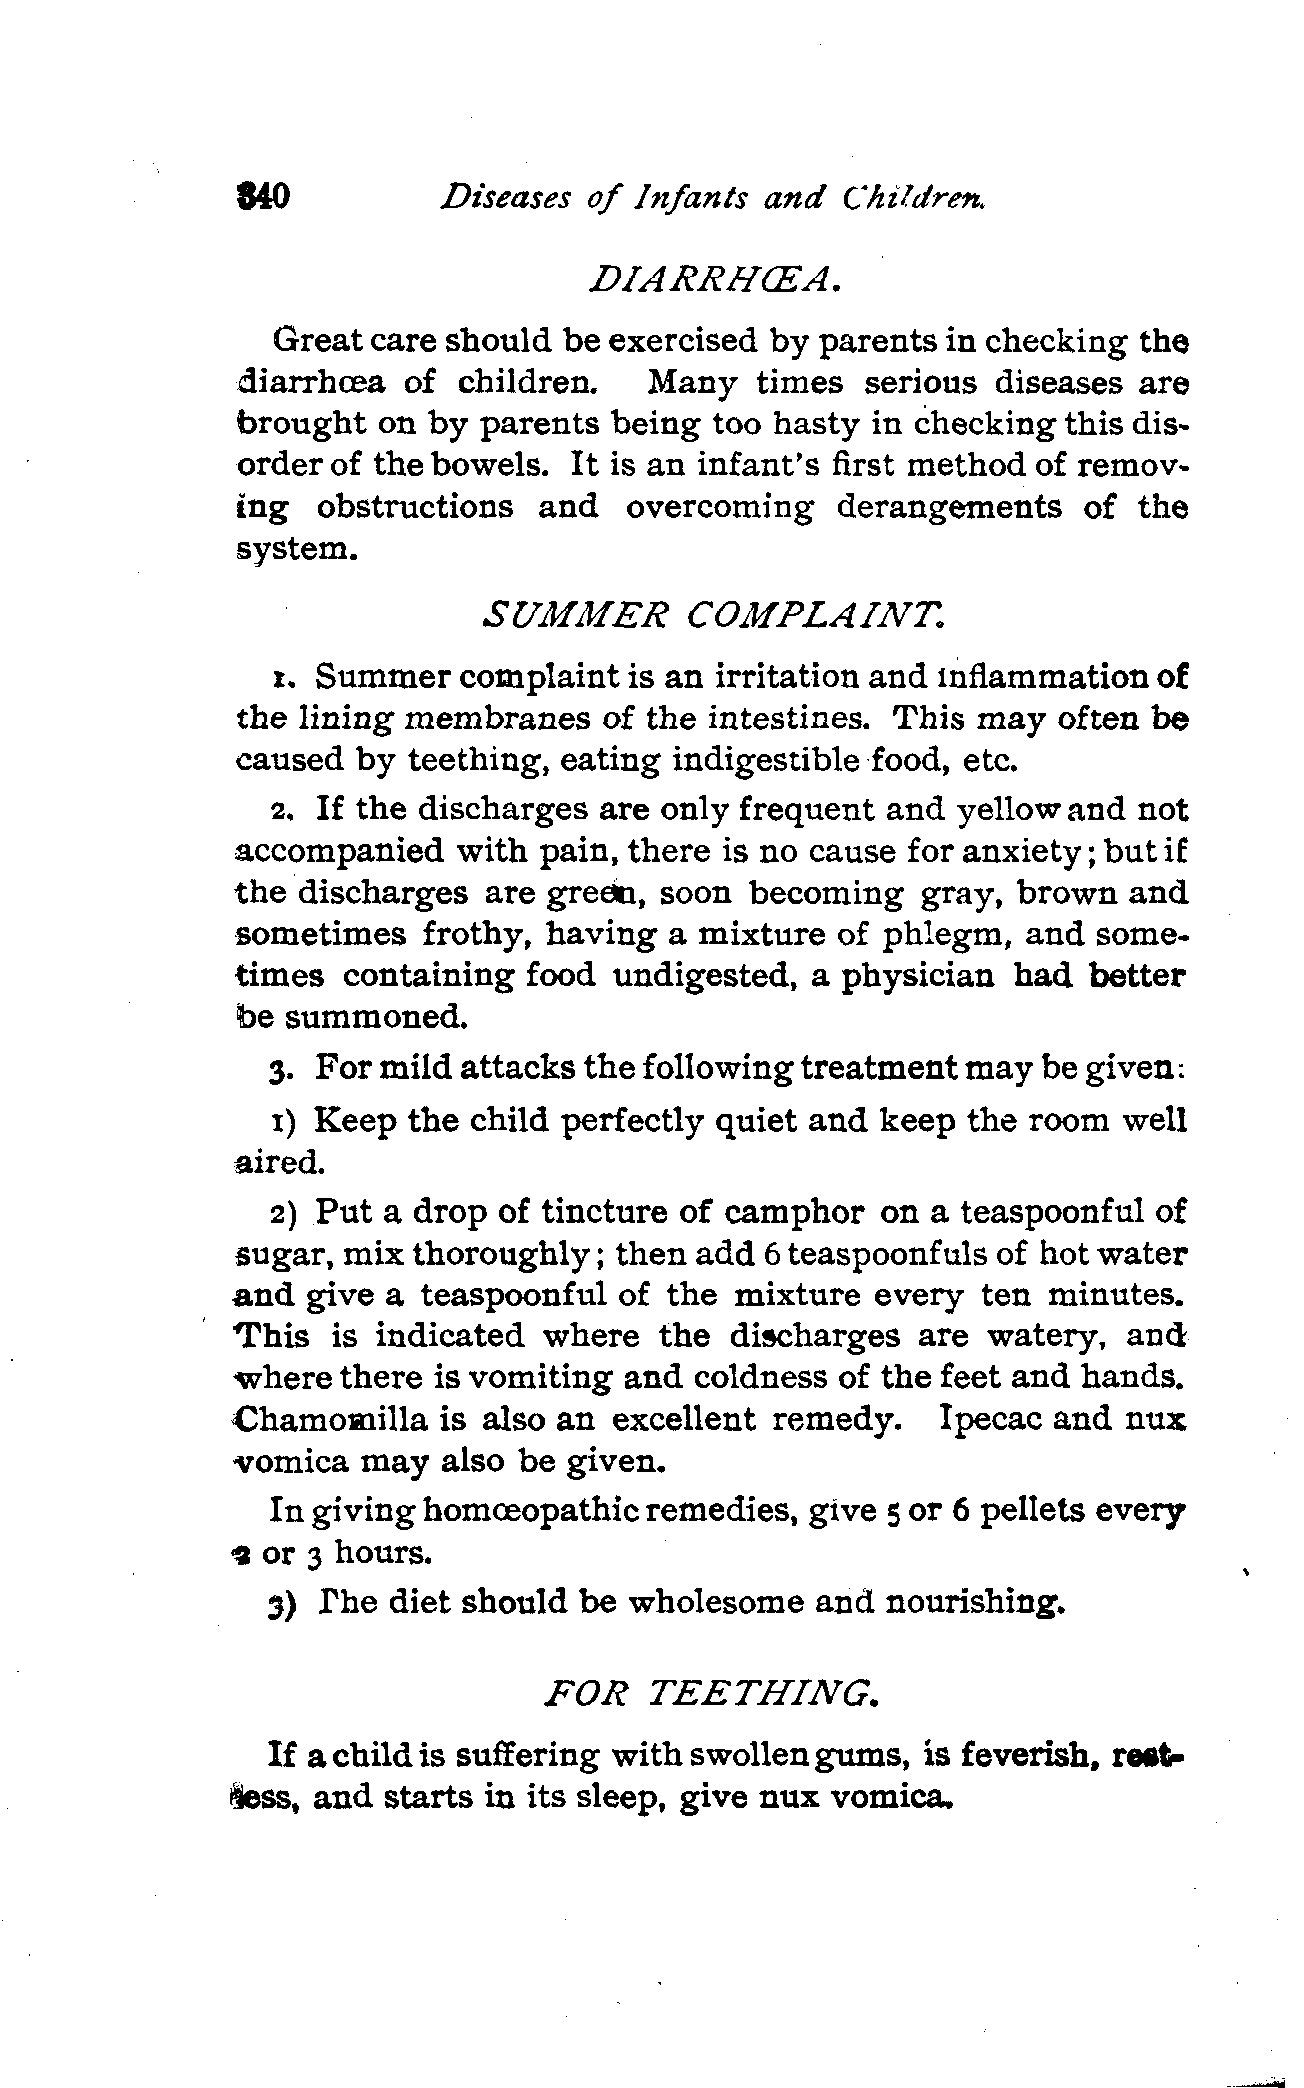 340 Diseases of Infants and Children.
DIARRHŒA.
Great care should be exercised by parents in checking the
diarrhœa of children. Many times serious diseases are
brought on by parents being too hasty in checking this dis-
order of the bowels. It is an infant's first method of remov-
ing obstructions and overcoming derangements of the
system.
SUMMER COMPLAINT.
1. Summer complaint is an irritation and inflammation of
the lining membranes of the intestines. This may often be
caused by teething, eating indigestible food, etc.
2. If the discharges are only frequent and yellow and not
accompanied with pain, there is no cause for anxiety; but if
the discharges are green, soon becoming gray, brown and
sometimes frothy, having a mixture of phlegm, and some-
times containing food undigested, a physician had better
be summoned.
3. For mild attacks the following treatment may be given:
1) Keep the child perfectly quiet and keep the room well
aired.
2) Put a drop of tincture of camphor on a teaspoonful of
sugar, mix thoroughly; then add 6 teaspoonfuls of hot water
and give a teaspoonful of the mixture every ten minutes.
This is indicated where the discharges are watery, and
where there is vomiting and coldness of the feet and hands.
Chamomilla is also an excellent remedy. Ipecac and nux
vomica may also be given.
In giving homœopathic remedies, give 5 or 6 pellets every
2 or 3 hours.
3) The diet should be wholesome and nourishing.
FOR TEETHING.
If a child is suffering with swollen gums, is feverish, rest-
less, and starts in its sleep, give nux vomica.